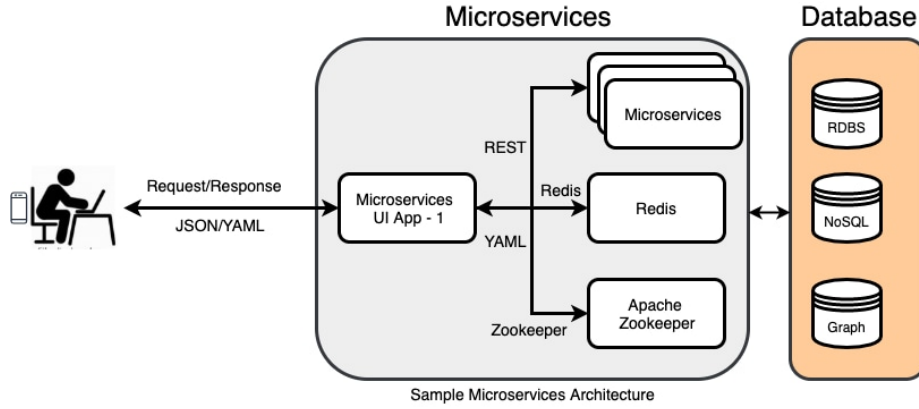 Microservices
Database
Microservices
RDBS
REST
Request/Response
Microservices
UI App - 1
Redis
Redis
NoSQL
JSON/YAML
YAML
Apache
Zookeeper
Graph
Zookeeper
Sample Microservices Architecture